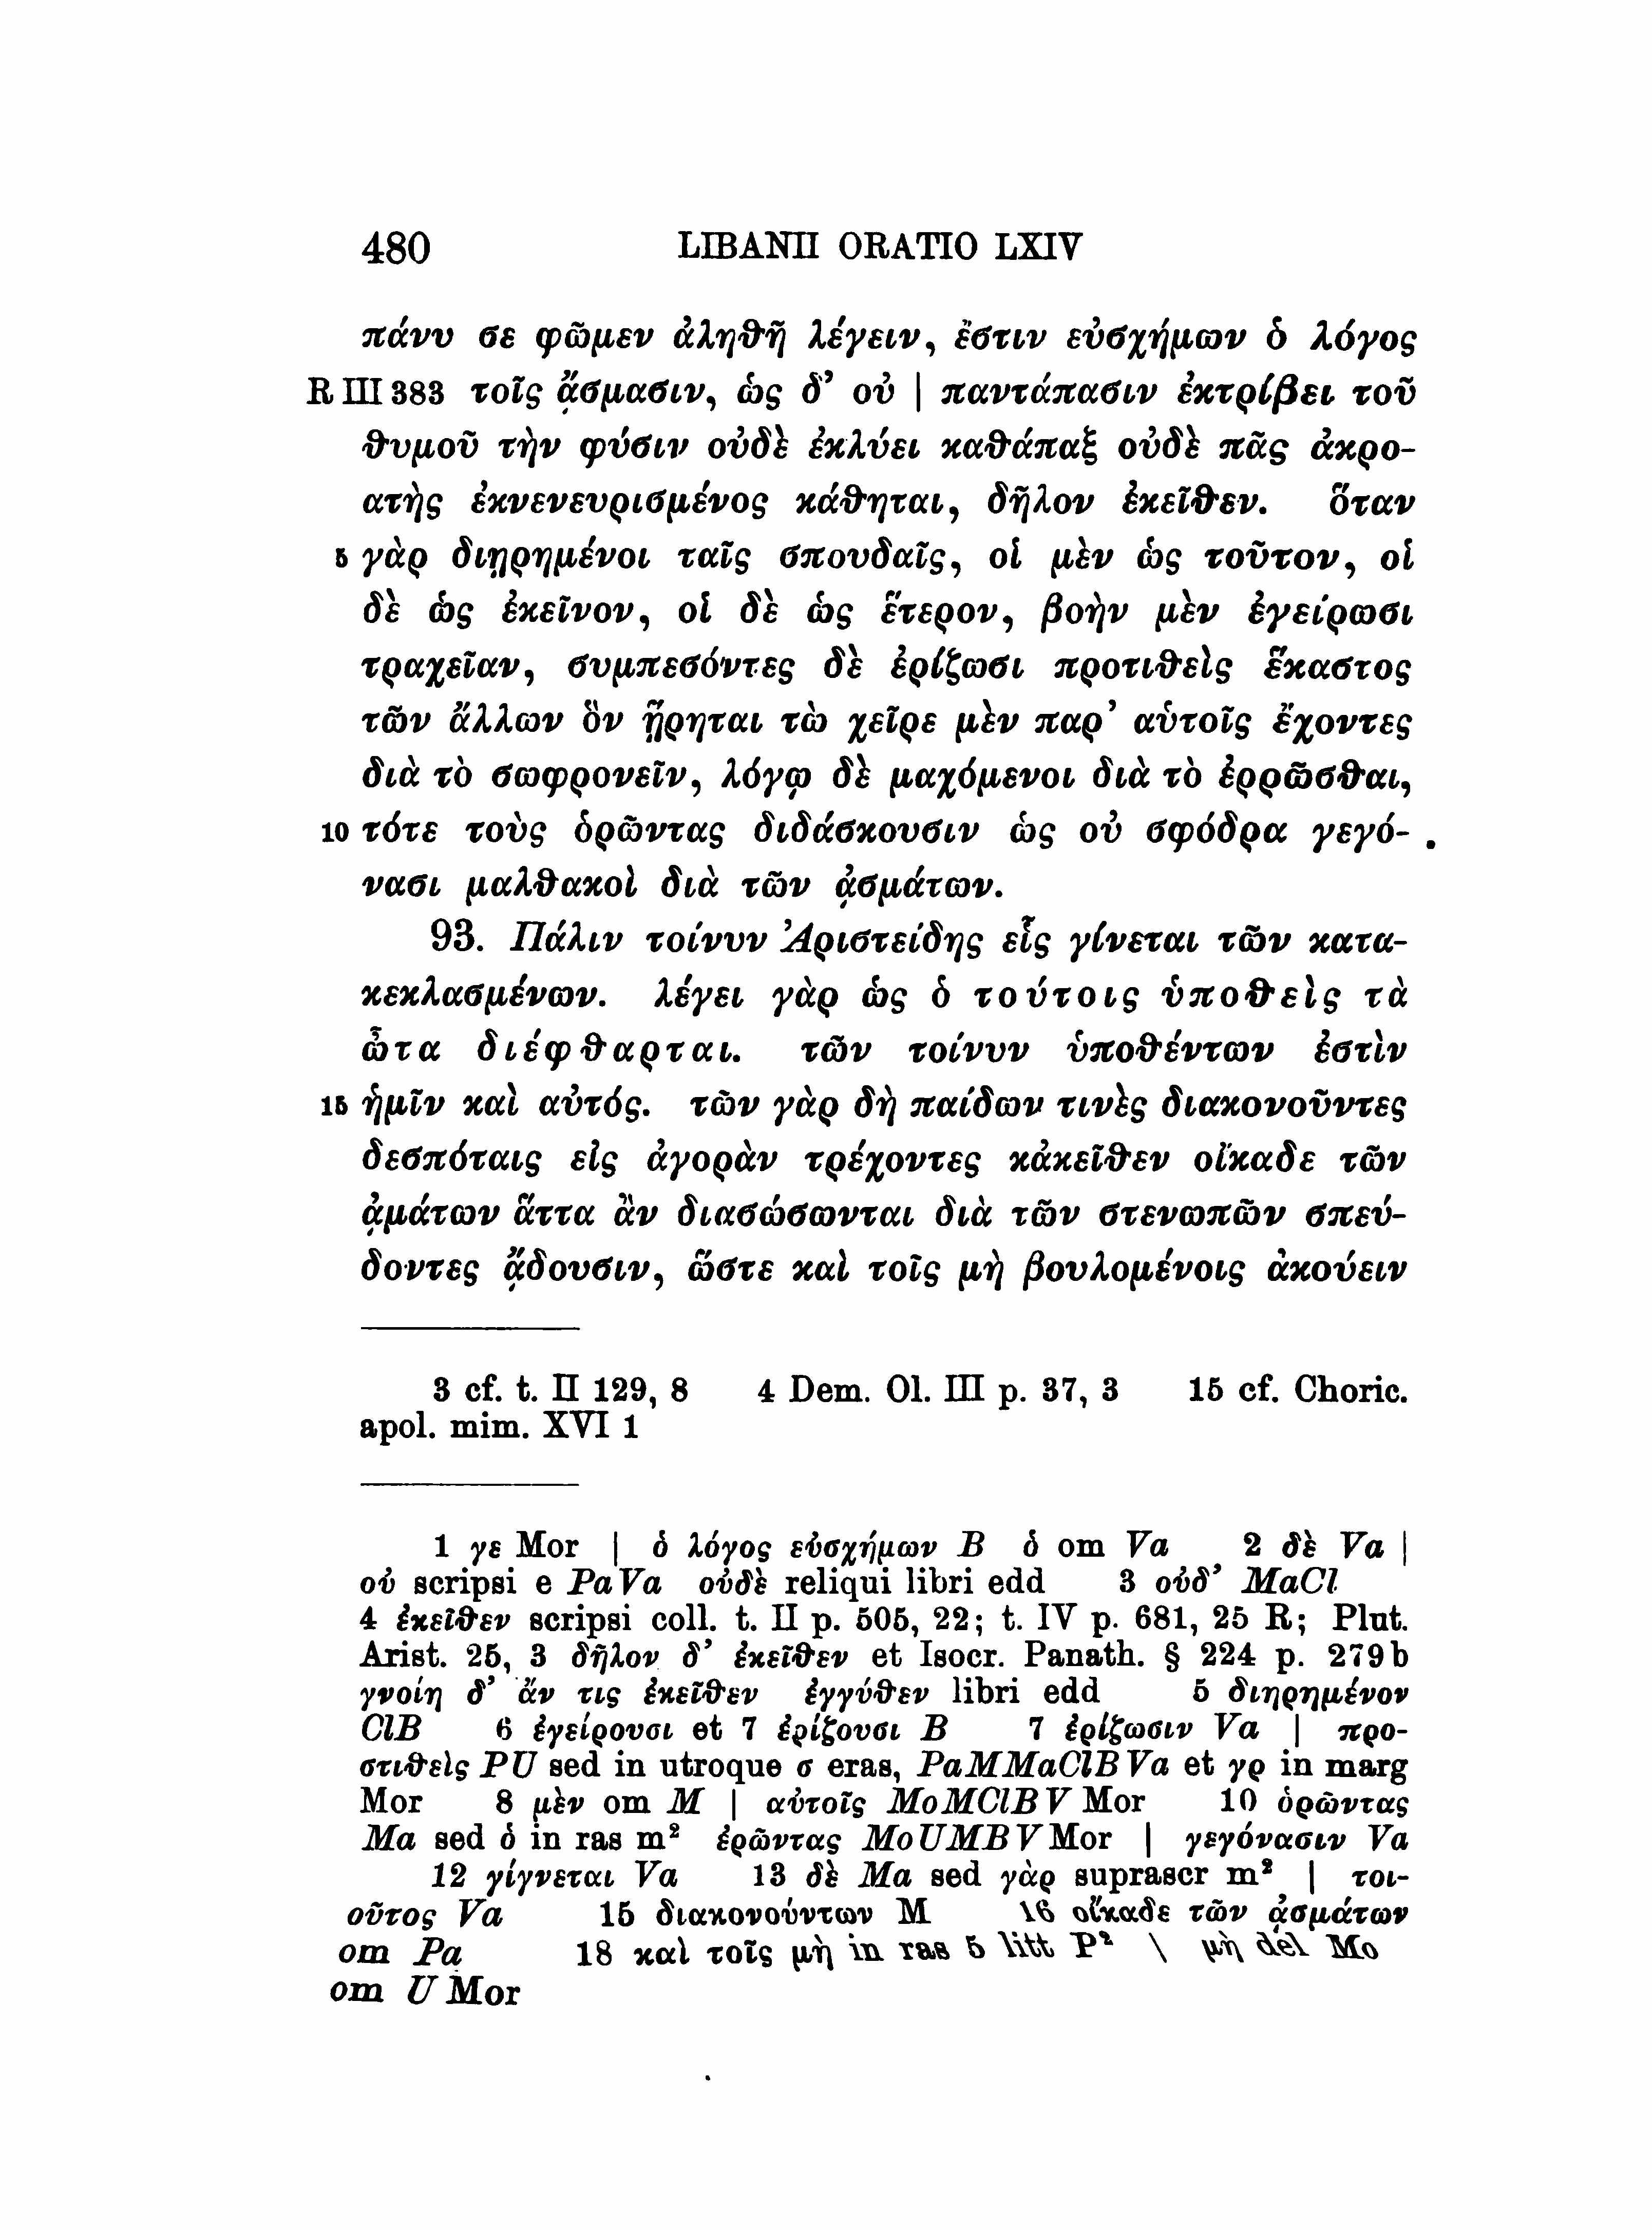 480 LIBANII ORATIO LXIV
πάνυ σε φῶμεν ἀληθῆ λέγειν, ἔστιν εὐσχήμων ὁ λόγος
R III 383 τοῖς ᾄσμασιν, ὡς δ’ οὐ | παντάπασιν ἐκτρίβει τοῦ
θυμοῦ τὴν φύσιν οὐδὲ ἐκλύει καθάπαξ οὐδὲ πᾶς ἀκρο-
ατὴς ἐκνενευρισμένος κάθηται, δῆλον ἐκεῖθεν. ὅταν
5 γὰρ διῃρημένοι ταῖς σπουδαῖς, οἱ μὲν ὡς τοῦτον, οἱ
δὲ ὡς ἐκεῖνον, οἱ δὲ ὡς ἕτερον, βοὴν μὲν ἐγείρωσι
τραχεῖαν, συμπεσόντες δὲ ἐρίζωσι προτιθεὶς ἕκαστος
τῶν ἄλλων ὃν ᾕρηται τὼ χεῖρε μὲν παρ’ αὑτοῖς ἔχοντες
διὰ τὸ σωφρονεῖν, λόγῳ δὲ μαχόμενοι διὰ τὸ ἐρρῶσθαι,
10 τότε τοὺς ὁρῶντας διδάσκουσιν ὡς οὐ σφόδρα γεγό-
νασι μαλθακοὶ διὰ τῶν ᾀσμάτων.
93. Πάλιν τοίνυν Ἀριστείδης εἷς γίνεται τῶν κατα-
κεκλασμένων. λέγει γὰρ ὡς ὁ τούτοις ὑποθεὶς τὰ
ὦτα διέφθαρται. τῶν τοίνυν ὑποθέντων ἐστὶν
15 ἡμῖν καὶ αὐτός. τῶν γὰρ δὴ παίδων τινὲς διακονοῦντες
δεσπόταις εἰς ἀγορὰν τρέχοντες κἀκεῖθεν οἴκαδε τῶν
ᾀμάτων ἅττα ἂν διασώσωνται διὰ τῶν στενωπῶν σπεύ-
δοντες ᾄδουσιν, ὥστε καὶ τοῖς μὴ βουλομένοις ἀκούειν
3 cf. t. II 129, 8 4 Dem. Ol. III p. 37, 3 15 cf. Choric.
apol. mim. XVI 1
1 γε Mor | ὁ λόγος εὐσχήμων B ὁ om Va 2 δὲ Va |
οὐ scripsi e PaVa οὐδὲ reliqui libri edd 3 οὐδ’ MaCl
4 ἐκεῖθεν scripsi coll. t. II p. 505, 22; t. IV p. 681, 25 R; Plut.
Arist. 25, 3 δῆλον δ’ ἐκεῖθεν et Isocr. Panath. § 224 p. 279b
γνοίη δ’ ἄν τις ἐκεῖθεν ἐγγύθεν libri edd 5 διηρημένον
ClB 6 ἐγείρουσι et 7 ἐρίζουσι B 7 ἐρίζωσιν Va | προ-
στιθεὶς PU sed in utroque σ eras, PaMMaClBVa et γρ in marg
Mor 8 μὲν om M | αὐτοῖς MoMClBV Mor 10 ὁρῶντας
Ma sed ὁ in ras m² ἐρῶντας MoUMBV Mor | γεγόνασιν Va
12 γίγνεται Va 13 δὲ Ma sed γὰρ suprascr m² | τοι-
οῦτος Va 15 διακονούντων M 16 οἴκαδε τῶν ᾀσμάτων
om Pa 18 καὶ τοῖς μὴ in ras 5 litt P² | μὴ del Mo
om U Mor